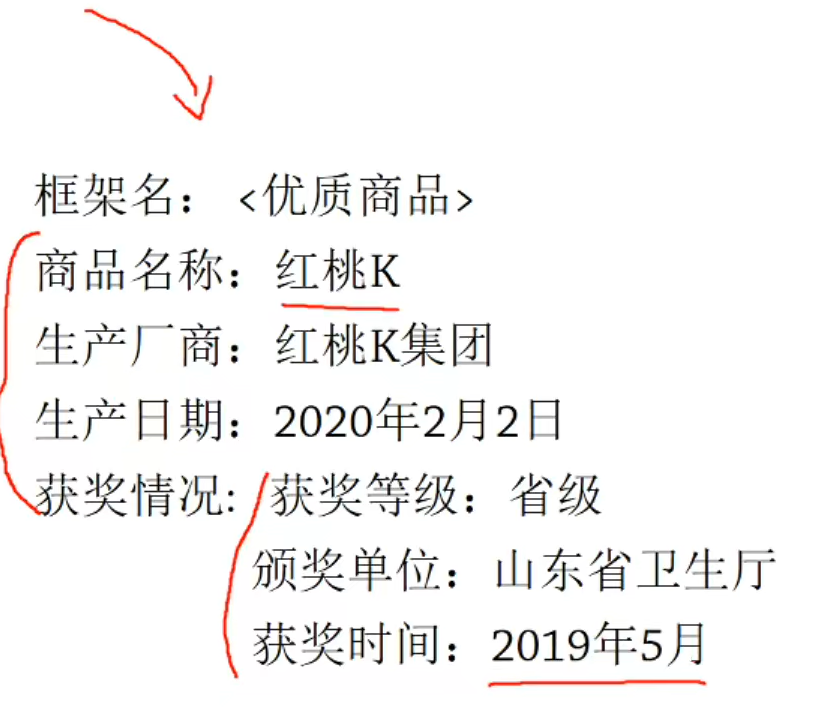 框架名： <优质商品>
商品名称：红桃K
生产厂商：红桃K集团
生产日期：2020年2月2日
获奖情况: 获奖等级：省级
颁奖单位：山东省卫生厅
获奖时间：2019年5月